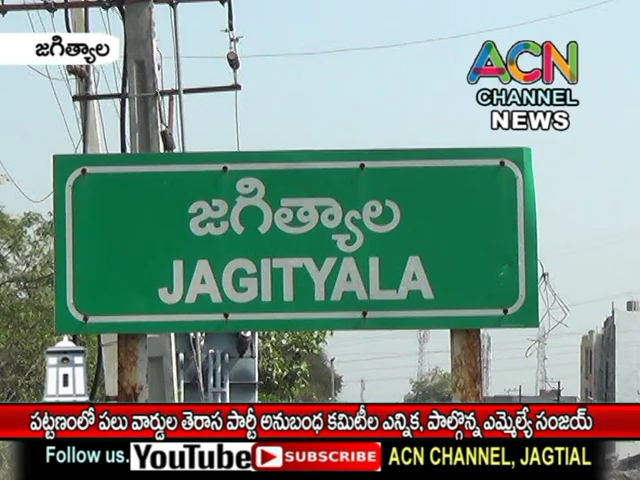 జగిత్యాల
ACN
CHANNEL
NEWS
జగిత్యాల
JAGITYALA
పట్టణంలో పలు వార్డుల తెరాస పార్టీ అనుబంధ కమిటీల ఎన్నిక, పాల్గొన్న ఎమ్మెల్యే సంజయ్
Follow us. YouTube SUBSCRIBE ACN CHANNEL, JAGTIAL